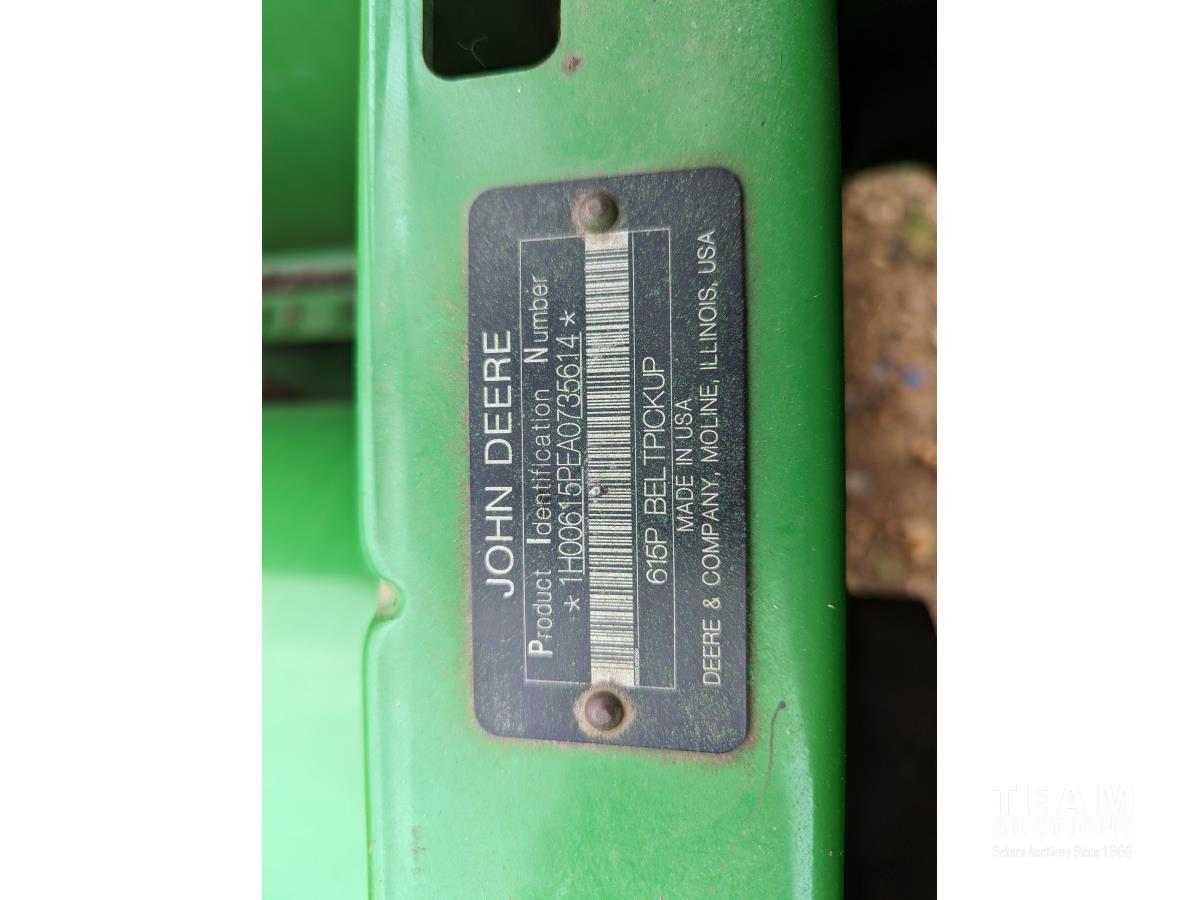 JOHN DEERE
Product Identification Number
*1H00615PEA0735614*
615P BELTPICKUP
MADE IN USA
DEERE & COMPANY, MOLINE, ILLINOIS, USA
TEAM
AUCTIONS
Sekura Auctions Since 1966